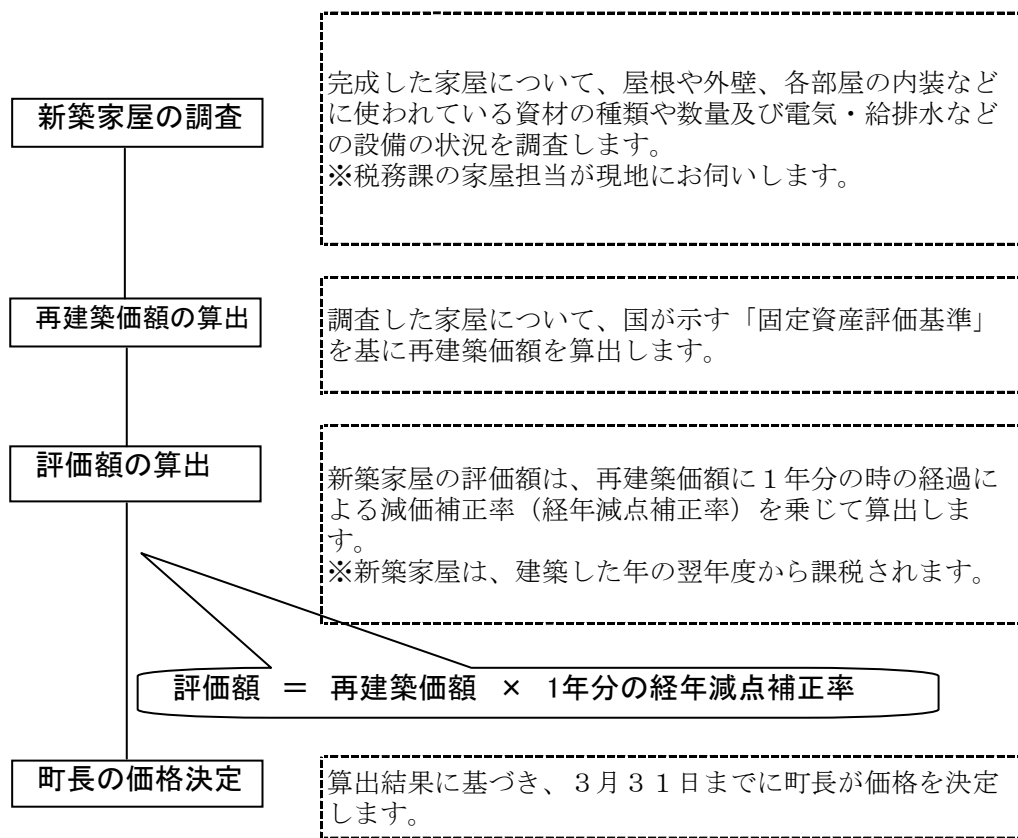 新築家屋の調査
完成した家屋について、屋根や外壁、各部屋の内装など
に使われている資材の種類や数量及び電気・給排水など
の設備の状況を調査します。
※税務課の家屋担当が現地にお伺いします。
再建築価額の算出
調査した家屋について、国が示す「固定資産評価基準」
を基に再建築価額を算出します。
評価額の算出
新築家屋の評価額は、再建築価額に１年分の時の経過に
よる減価補正率（経年減点補正率）を乗じて算出しま
す。
※新築家屋は、建築した年の翌年度から課税されます。
評価額 ＝ 再建築価額 × 1年分の経年減点補正率
町長の価格決定
算出結果に基づき、３月３１日までに町長が価格を決定
します。